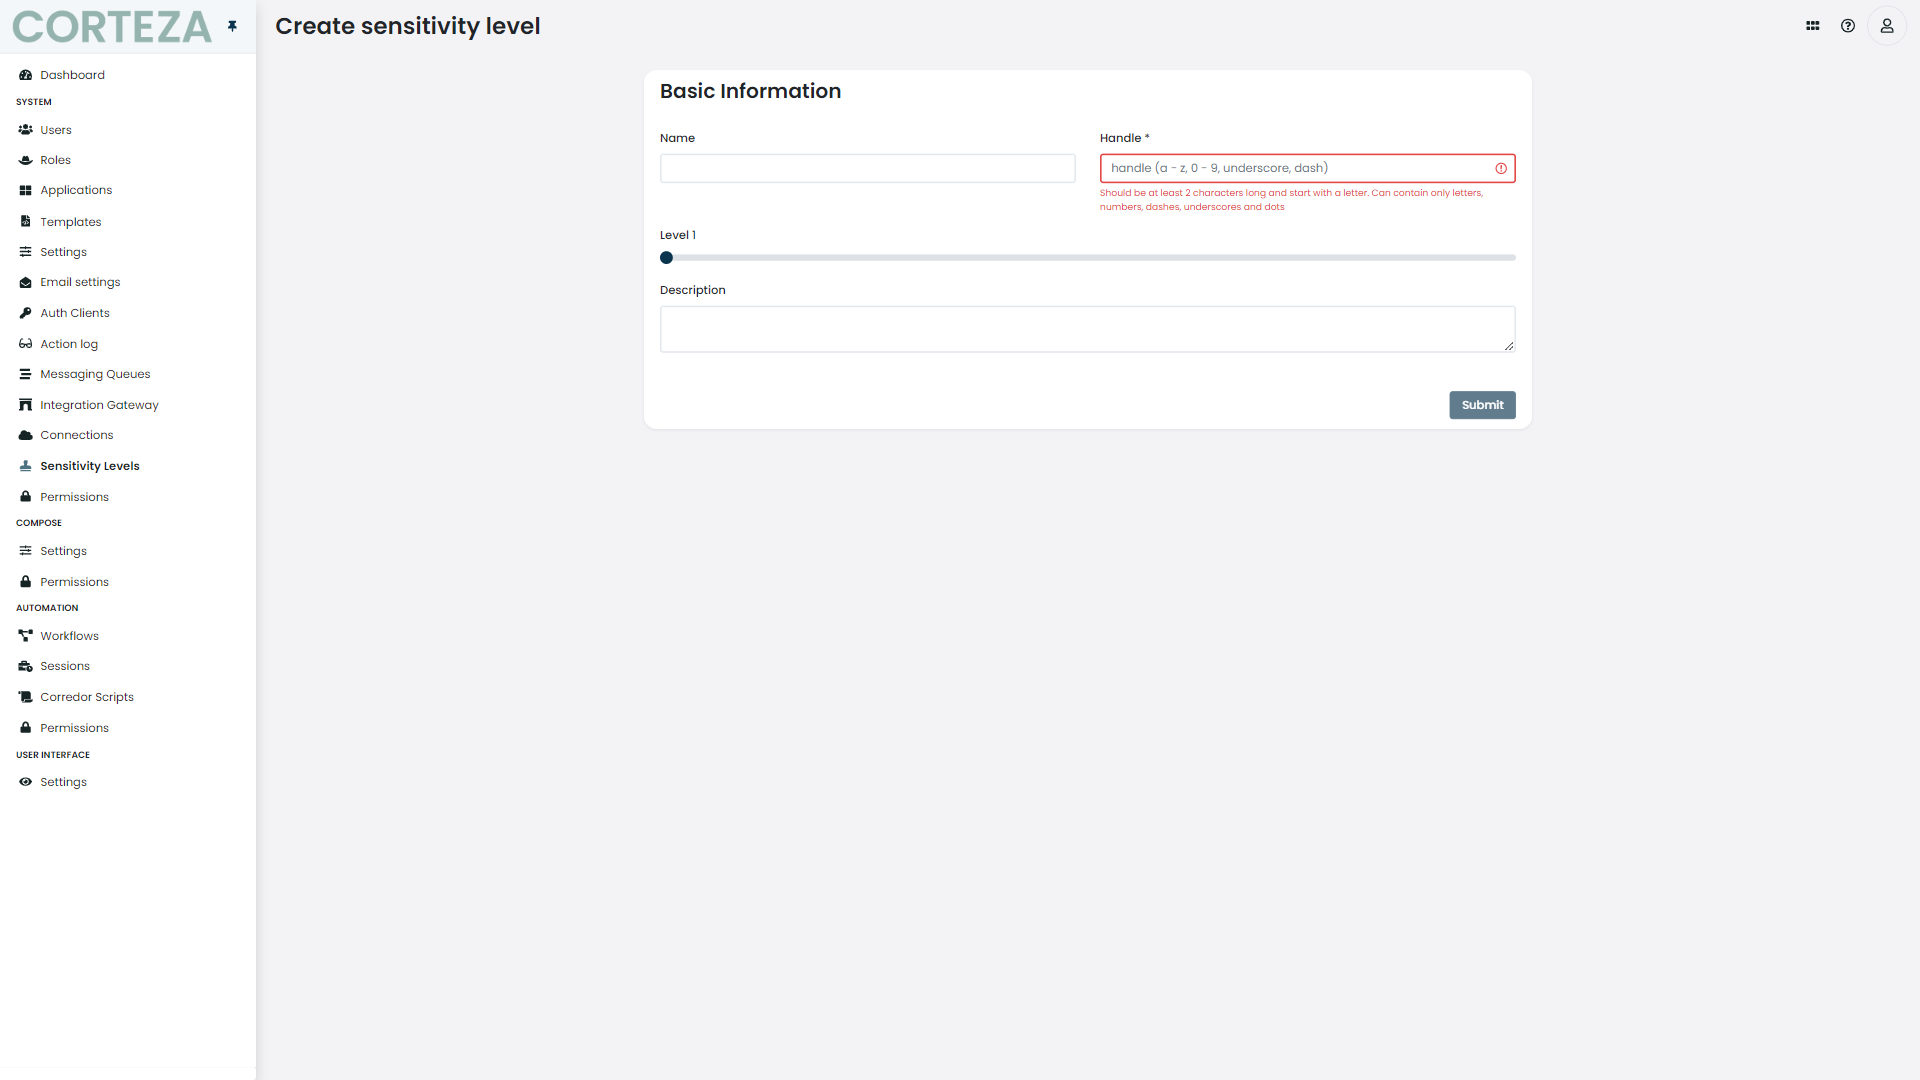 CORTEZA
Create sensitivity level
Dashboard
SYSTEM
Users
Roles
Applications
Templates
Settings
Email settings
Auth Clients
Action log
Messaging Queues
Integration Gateway
Connections
Sensitivity Levels
Permissions
COMPOSE
Settings
Permissions
AUTOMATION
Workflows
Sessions
Corredor Scripts
Permissions
USER INTERFACE
Settings
Basic Information
Name
Handle *
handle (a - z, 0 - 9, underscore, dash)
Should be at least 2 characters long and start with a letter. Can contain only letters,
numbers, dashes, underscores and dots
Level 1
Description
Submit